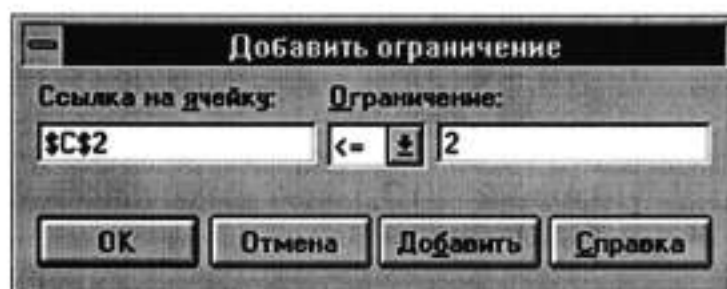 Добавить ограничение
Ссылка на ячейку: Ограничение:
$C$2 <= 2
OK Отмена Добавить Справка